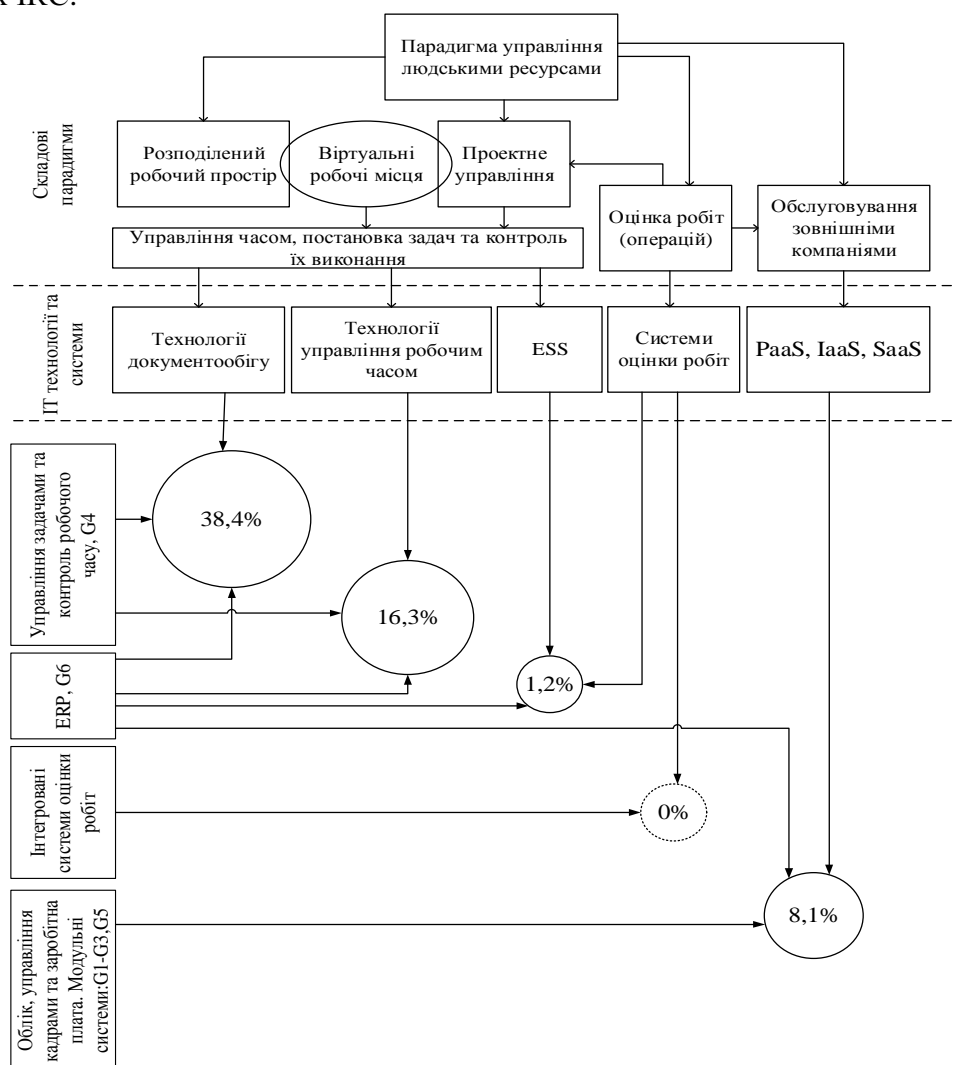 ІКС.
Парадигма управління
людськими ресурсами
Складові
парадигми
Розподілений
робочий простір
Віртуальні
робочі місця
Проектне
управління
Оцінка робіт
(операцій)
Обслуговування
зовнішніми
компаніями
Управління часом, постановка задач та контроль
їх виконання
ІТ технології та
системи
Технології
документообігу
Технології
управління робочим
часом
ESS
Системи
оцінки робіт
PaaS, IaaS, SaaS
Управління задачами та
контроль робочого
часу, G4
38,4%
16,3%
ERP, G6
1,2%
Інтегровані
системи оцінки
робіт
0%
Облік, управління
кадрами та заробітна
плата. Модульні
системи:G1-G3,G5
8,1%